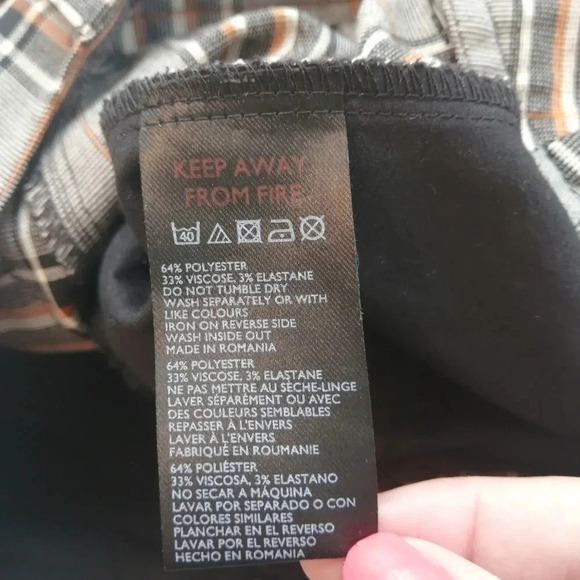 KEEP AWAY
FROM FIRE
40
64% POLYESTER
33% VISCOSE, 3% ELASTANE
DO NOT TUMBLE DRY
WASH SEPARATELY OR WITH
LIKE COLOURS
IRON ON REVERSE SIDE
WASH INSIDE OUT
MADE IN ROMANIA
64% POLYESTER
33% VISCOSE, 3% ELASTANE
NE PAS METTRE AU SÈCHE-LINGE
LAVER SÉPARÉMENT OU AVEC
DES COULEURS SEMBLABLES
REPASSER À L'ENVERS
LAVER À L'ENVERS
FABRIQUÉ EN ROUMANIE
64% POLIÉSTER
33% VISCOSA, 3% ELASTANO
NO SECAR A MÁQUINA
LAVAR POR SEPARADO O CON
COLORES SIMILARES
PLANCHAR EN EL REVERSO
LAVAR POR EL REVERSO
HECHO EN ROMANIA